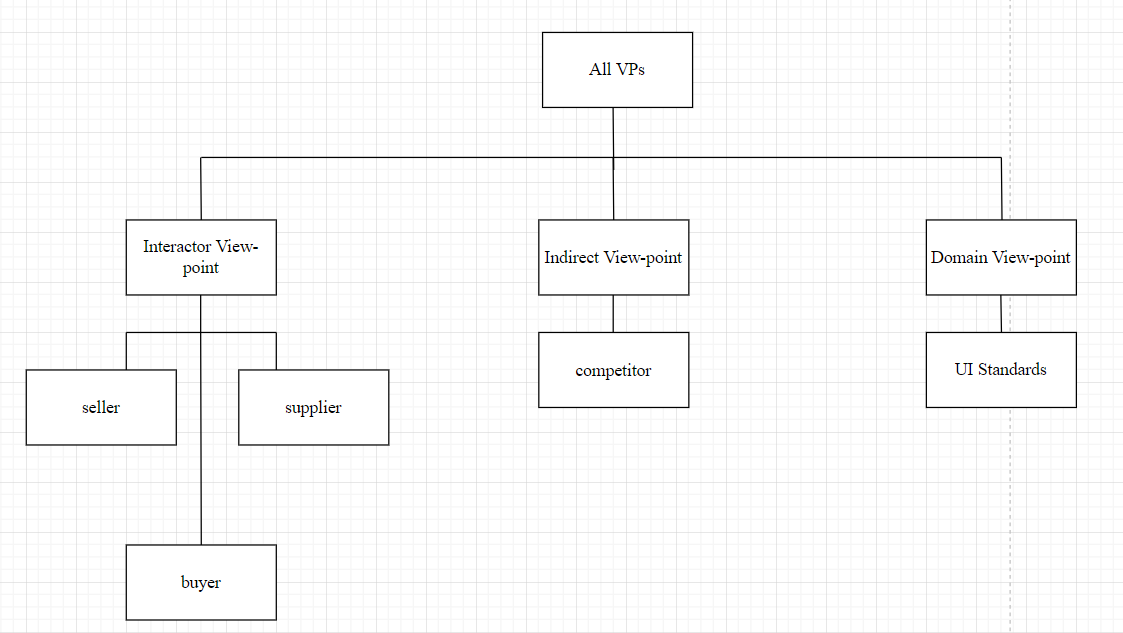 All VPs
Interactor View-
point
Indirect View-point
Domain View-point
seller
supplier
competitor
UI Standards
buyer